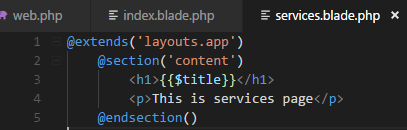 web.php index.blade.php services.blade.php ×
1 @extends('layouts.app')
2 @section('content')
3 <h1>{{$title}}</h1>
4 <p>This is services page</p>
5 @endsection()